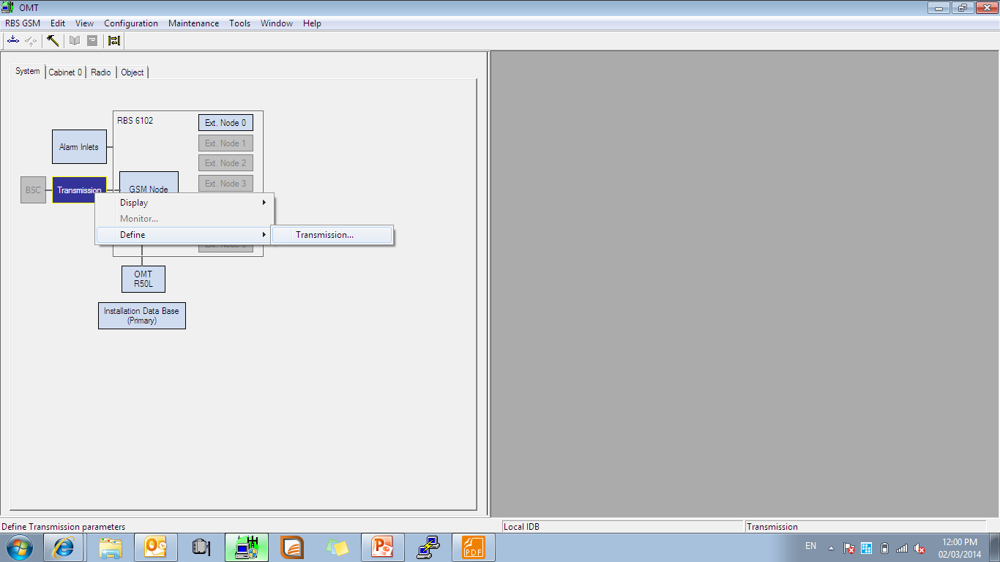 OMT
RBS GSM Edit View Configuration Maintenance Tools Window Help
System Cabinet 0 Radio Object
RBS 6102
Ext. Node 0
Alarm Inlets
Ext. Node 1
Ext. Node 2
Ext. Node 3
BSC
Transmission
GSM Node
Display
Monitor...
Define
Transmission...
OMT
R50L
Installation Data Base
(Primary)
Define Transmission parameters
Local IDB
Transmission
PDF
EN
12:00 PM
02/03/2014